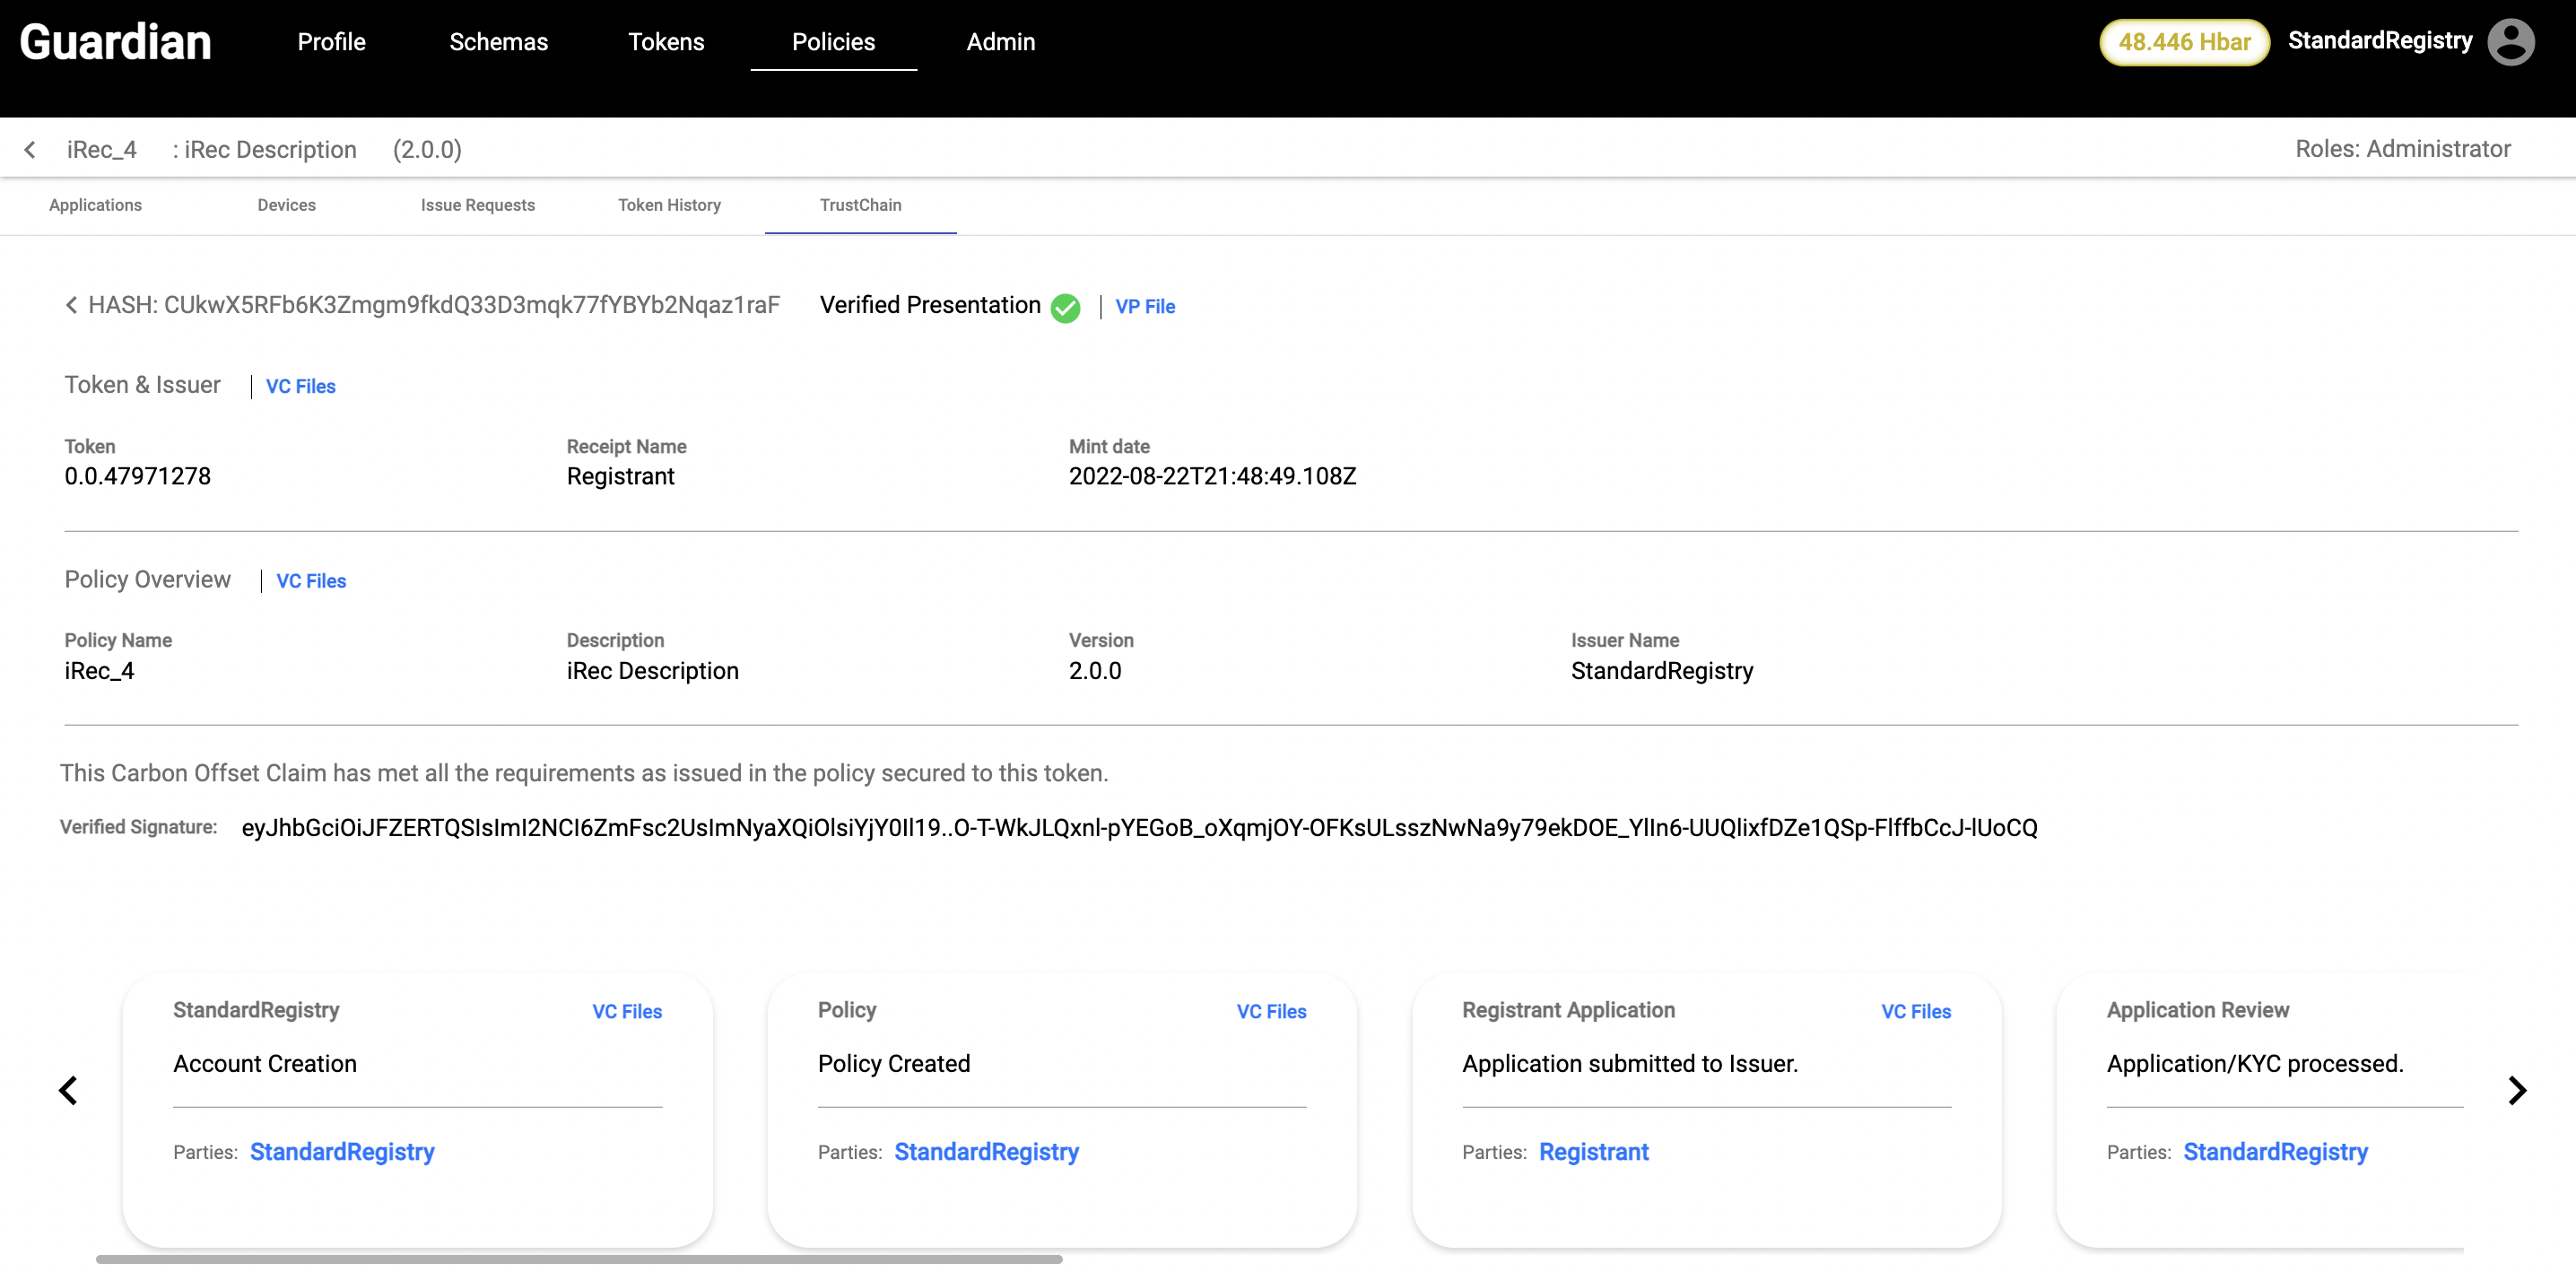 Guardian Profile Schemas Tokens Policies Admin 48.446 Hbar StandardRegistry
iRec_4 : iRec Description (2.0.0) Roles: Administrator
Applications Devices Issue Requests Token History TrustChain
HASH: CUkwX5RFb6K3Zmgm9fkdQ33D3mqk77fYBYb2Nqaz1raF Verified Presentation | VP File
Token & Issuer | VC Files
Token Receipt Name Mint date
0.0.47971278 Registrant 2022-08-22T21:48:49.108Z
Policy Overview | VC Files
Policy Name Description Version Issuer Name
iRec_4 iRec Description 2.0.0 StandardRegistry
This Carbon Offset Claim has met all the requirements as issued in the policy secured to this token.
Verified Signature: eyJhbGciOiJFZERTQSIsImI2NCI6ZmFsc2UsImNyaXQiOlsiYjY0Il19..O-T-WkJLQxnl-pYEGoB_oXqmjOY-OFKsULsszNwNa9y79ekDOE_YlIn6-UUQlixfDZe1QSp-FlffbCcJ-lUoCQ
StandardRegistry VC Files
Account Creation
Parties: StandardRegistry
Policy VC Files
Policy Created
Parties: StandardRegistry
Registrant Application VC Files
Application submitted to Issuer.
Parties: Registrant
Application Review
Application/KYC processed.
Parties: StandardRegistry